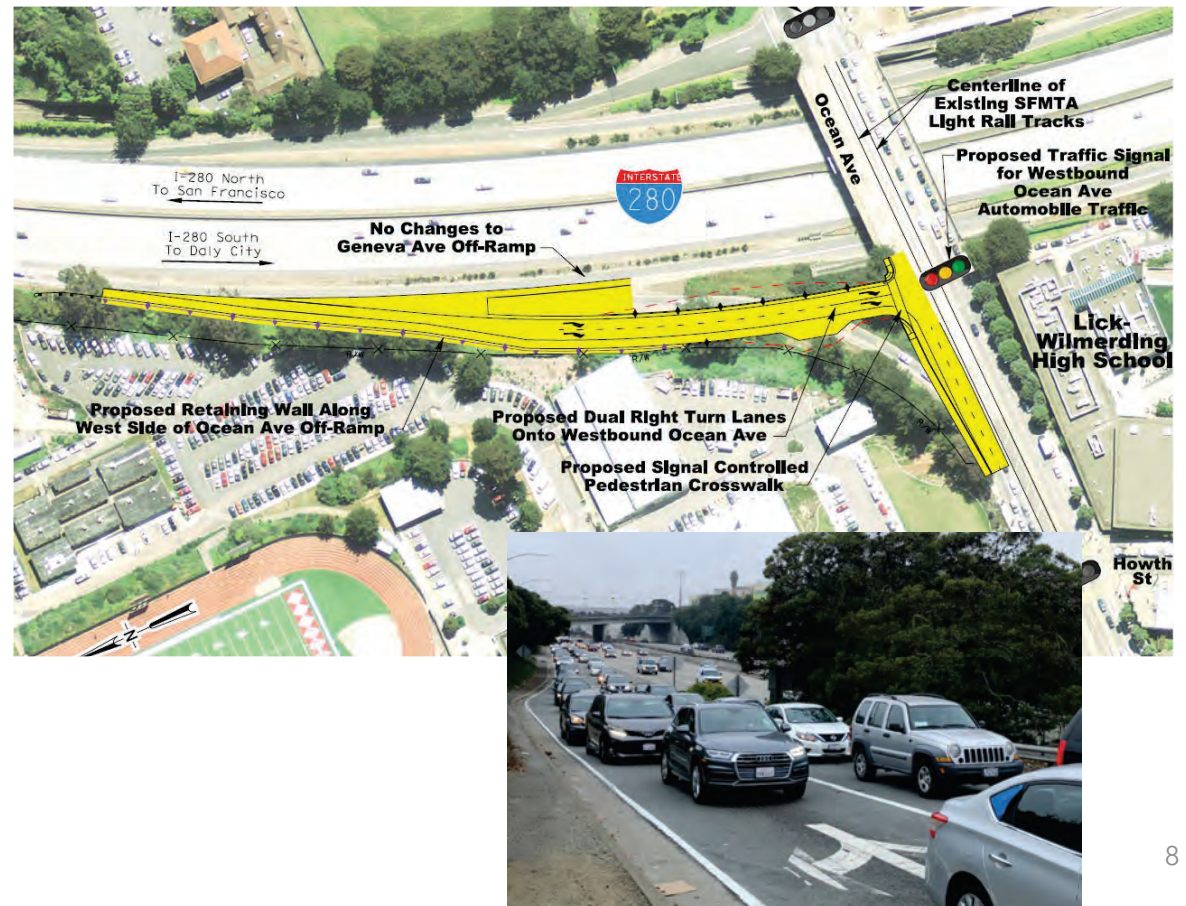 Centerline of
Existing SFMTA
Light Rail Tracks
Ocean Ave
Proposed Traffic Signal
for Westbound
Ocean Ave
Automobile Traffic
I-280 North
To San Francisco
INTERSTATE
280
No Changes to
Geneva Ave Off-Ramp
I-280 South
To Daly City
Lick-
Wilmerding
High School
R/W
R/W
R/W
Proposed Retaining Wall Along
West Side of Ocean Ave Off-Ramp
Proposed Dual Right Turn Lanes
Onto Westbound Ocean Ave
Proposed Signal Controlled
Pedestrian Crosswalk
Howth
St
N
8